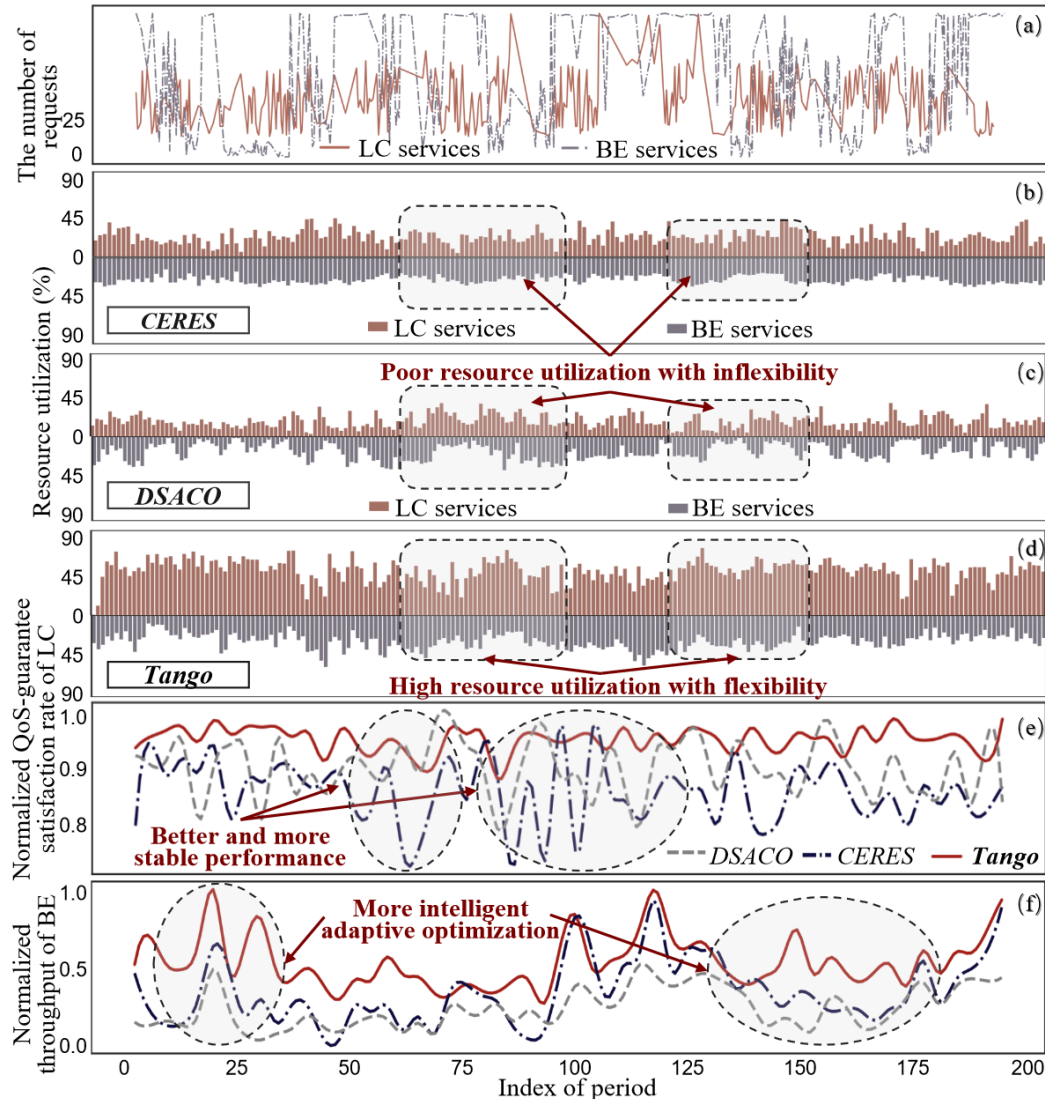 The number of
requests
25
0
(a)
LC services
BE services
Resource utilization (%)
90
45
0
45
90
(b)
CERES
LC services
BE services
Poor resource utilization with inflexibility
90
45
0
45
90
(c)
DSACO
LC services
BE services
90
45
0
45
90
(d)
Tango
High resource utilization with flexibility
Normalized QoS-guarantee
satisfaction rate of LC
1.0
0.9
0.8
(e)
Better and more
stable performance
DSACO
CERES
Tango
Normalized
throughput of BE
1.0
0.5
0.0
(f)
More intelligent
adaptive optimization
0 25 50 75 100 125 150 175 200
Index of period